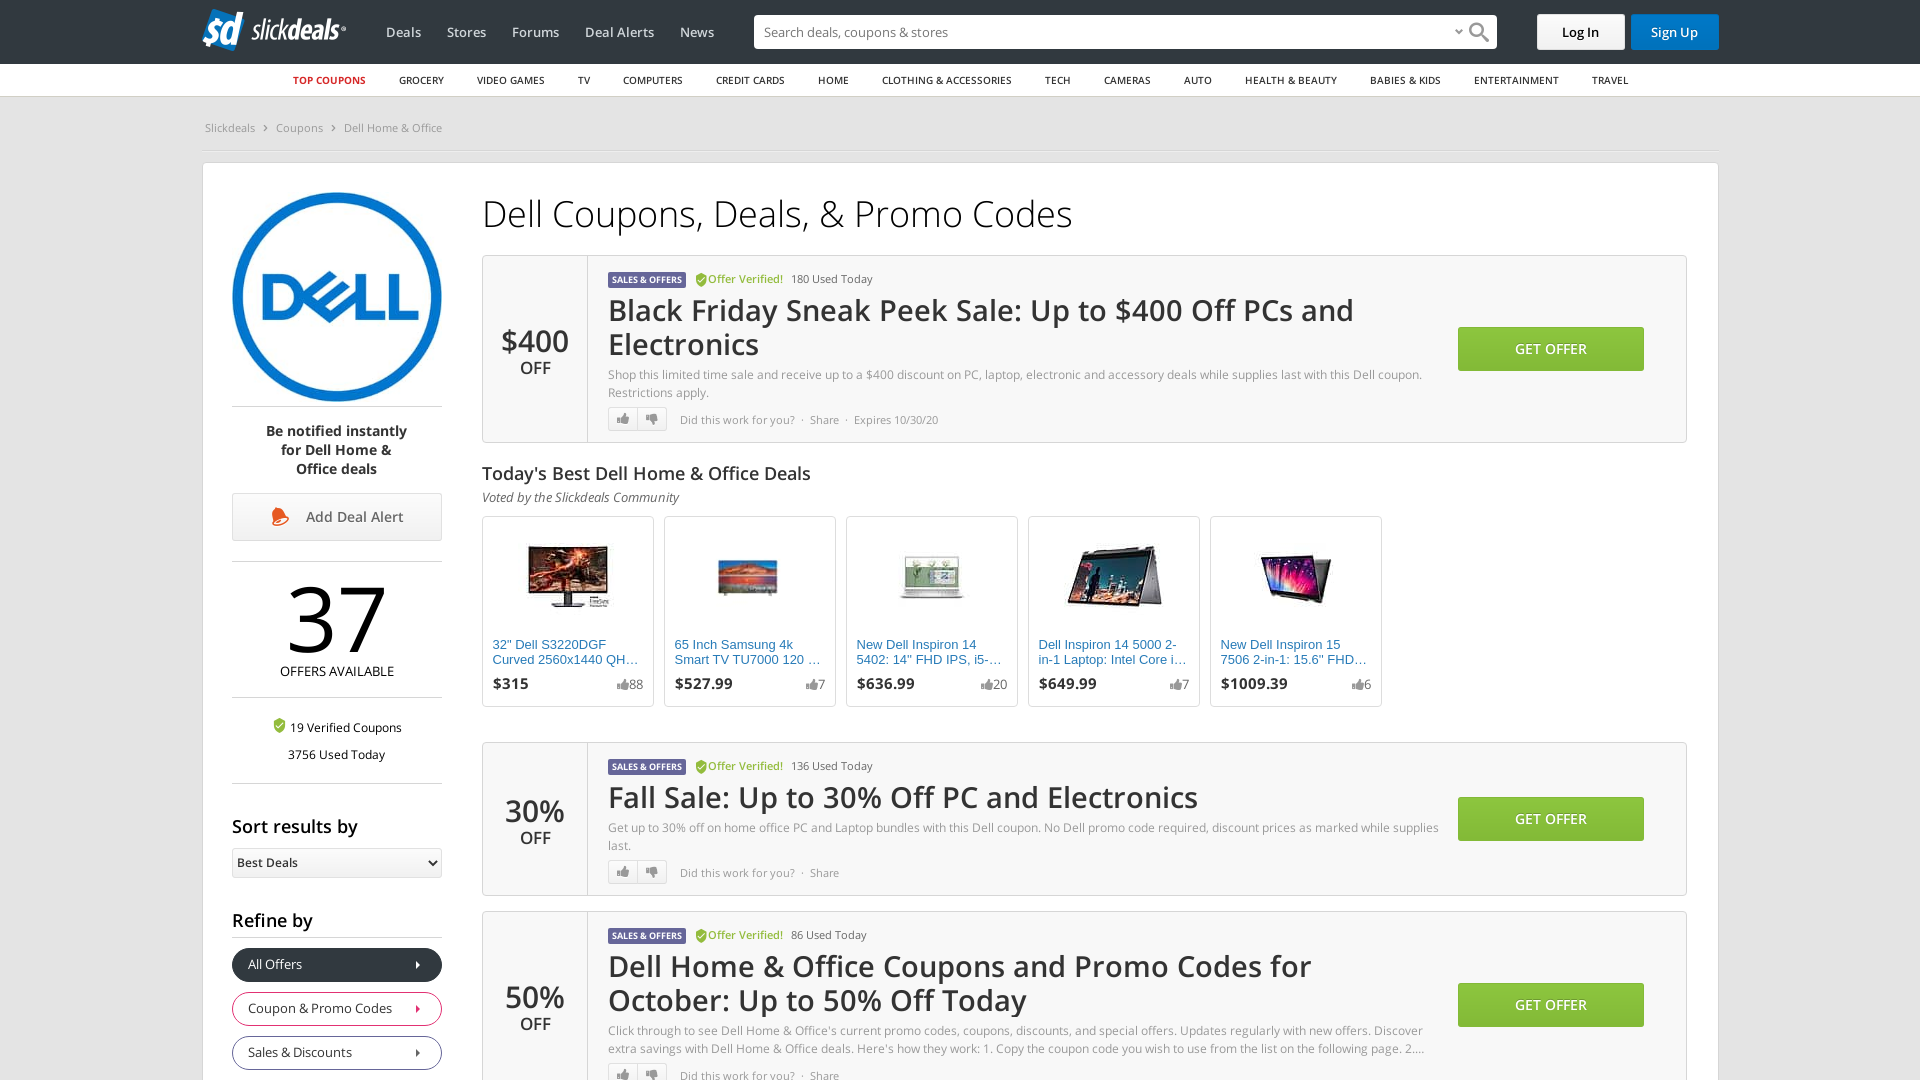 sd slickdeals
Deals Stores Forums Deal Alerts News
Search deals, coupons & stores
Log In
Sign Up
TOP COUPONS GROCERY VIDEO GAMES TV COMPUTERS CREDIT CARDS HOME CLOTHING & ACCESSORIES TECH CAMERAS AUTO HEALTH & BEAUTY BABIES & KIDS ENTERTAINMENT TRAVEL
Slickdeals > Coupons > Dell Home & Office
DELL
Be notified instantly
for Dell Home &
Office deals
Add Deal Alert
37
OFFERS AVAILABLE
19 Verified Coupons
3756 Used Today
Sort results by
Best Deals
Refine by
All Offers
Coupon & Promo Codes
Sales & Discounts
Dell Coupons, Deals, & Promo Codes
$400
OFF
SALES & OFFERS Offer Verified! 180 Used Today
Black Friday Sneak Peek Sale: Up to $400 Off PCs and
Electronics
Shop this limited time sale and receive up to a $400 discount on PC, laptop, electronic and accessory deals while supplies last with this Dell coupon.
Restrictions apply.
Did this work for you? · Share · Expires 10/30/20
GET OFFER
Today's Best Dell Home & Office Deals
Voted by the Slickdeals Community
32" Dell S3220DGF
Curved 2560x1440 QH…
$315 88
65 Inch Samsung 4k
Smart TV TU7000 120 …
$527.99 7
New Dell Inspiron 14
5402: 14" FHD IPS, i5-…
$636.99 20
Dell Inspiron 14 5000 2-
in-1 Laptop: Intel Core i…
$649.99 7
New Dell Inspiron 15
7506 2-in-1: 15.6" FHD…
$1009.39 6
30%
OFF
SALES & OFFERS Offer Verified! 136 Used Today
Fall Sale: Up to 30% Off PC and Electronics
Get up to 30% off on home office PC and Laptop bundles with this Dell coupon. No Dell promo code required, discount prices as marked while supplies
last.
Did this work for you? · Share
GET OFFER
50%
OFF
SALES & OFFERS Offer Verified! 86 Used Today
Dell Home & Office Coupons and Promo Codes for
October: Up to 50% Off Today
Click through to see Dell Home & Office's current promo codes, coupons, discounts, and special offers. Updates regularly with new offers. Discover
extra savings with Dell Home & Office deals. Here's how they work: 1. Copy the coupon code you wish to use from the list on the following page. 2.…
Did this work for you? · Share
GET OFFER